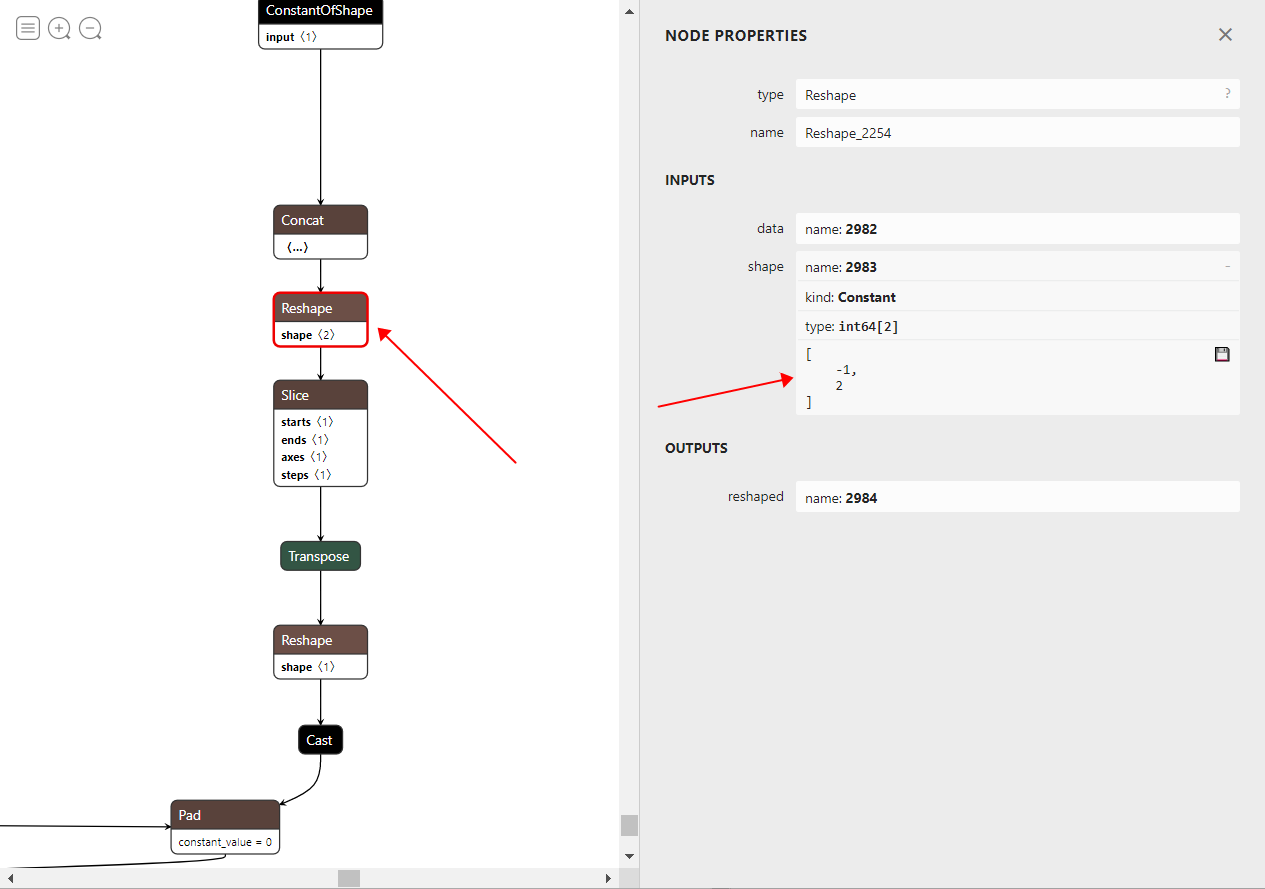 ConstantOfShape
input 〈1〉
Concat
〈...〉
Reshape
shape 〈2〉
Slice
starts 〈1〉
ends 〈1〉
axes 〈1〉
steps 〈1〉
Transpose
Reshape
shape 〈1〉
Cast
Pad
constant_value = 0
NODE PROPERTIES
type Reshape ?
name Reshape_2254
INPUTS
data name: 2982
shape name: 2983 -
kind: Constant
type: int64[2]
[
-1,
2
]
OUTPUTS
reshaped name: 2984